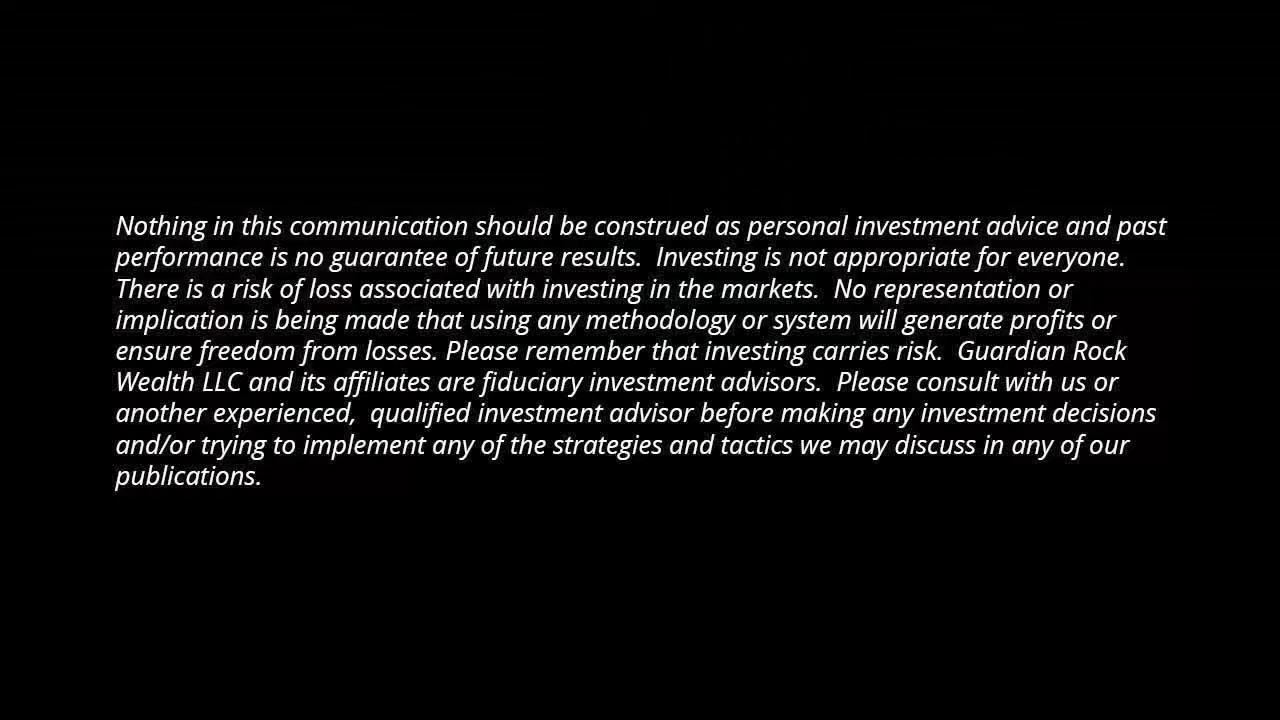 Nothing in this communication should be construed as personal investment advice and past
performance is no guarantee of future results.  Investing is not appropriate for everyone.
There is a risk of loss associated with investing in the markets.  No representation or
implication is being made that using any methodology or system will generate profits or
ensure freedom from losses. Please remember that investing carries risk.  Guardian Rock
Wealth LLC and its affiliates are fiduciary investment advisors.  Please consult with us or
another experienced,  qualified investment advisor before making any investment decisions
and/or trying to implement any of the strategies and tactics we may discuss in any of our
publications.